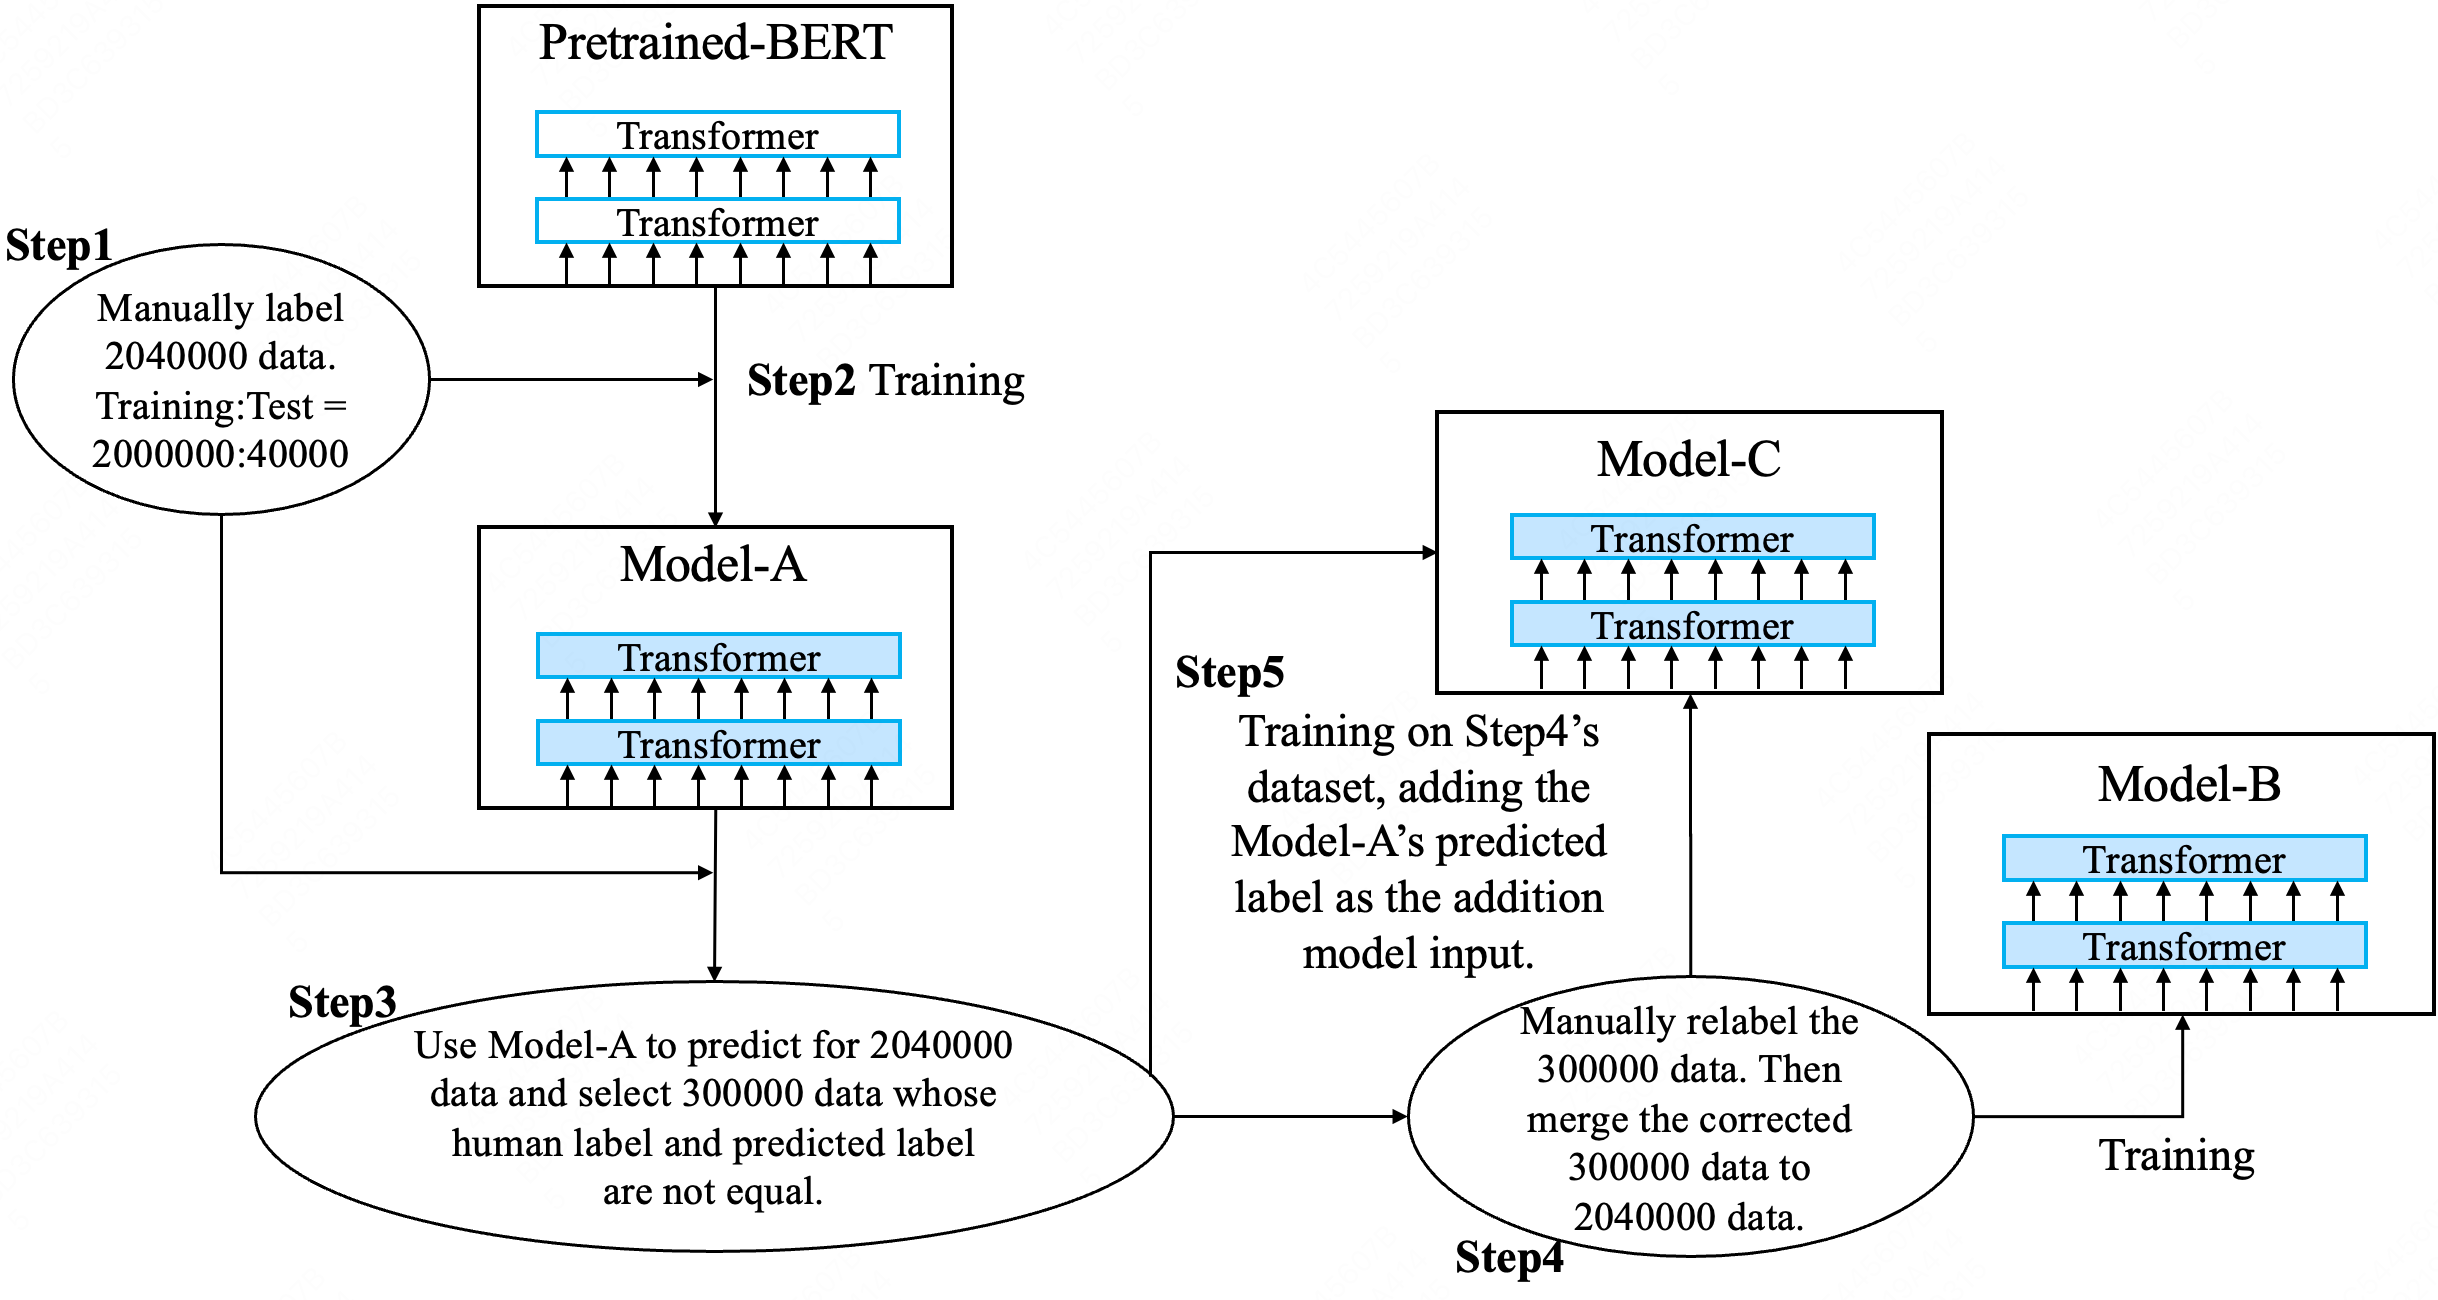 Pretrained-BERT
Transformer
Transformer
Step1
Manually label
2040000 data.
Training:Test =
2000000:40000
Step2 Training
Model-A
Transformer
Transformer
Step3
Use Model-A to predict for 2040000
data and select 300000 data whose
human label and predicted label
are not equal.
Model-C
Transformer
Transformer
Step5
Training on Step4’s
dataset, adding the
Model-A’s predicted
label as the addition
model input.
Manually relabel the
300000 data. Then
merge the corrected
300000 data to
2040000 data.
Step4
Model-B
Transformer
Transformer
Training